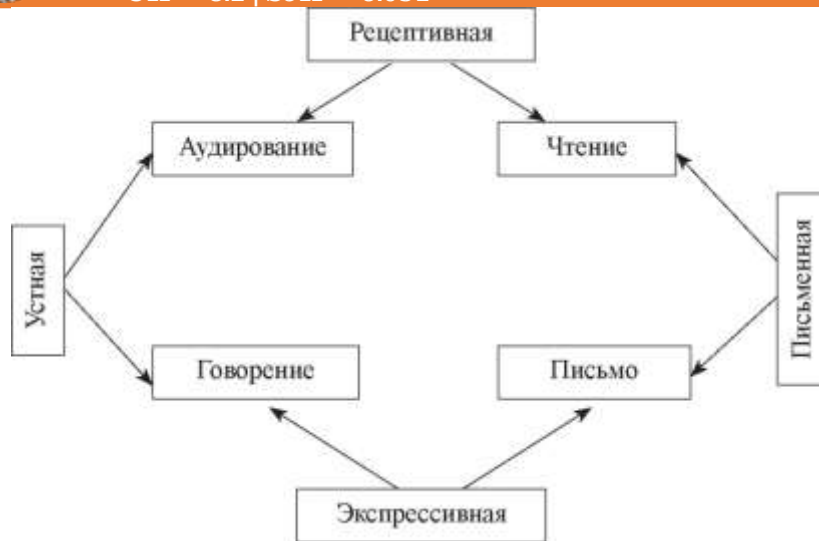 Рецептивная
Аудирование
Чтение
Устная
Письменная
Говорение
Письмо
Экспрессивная